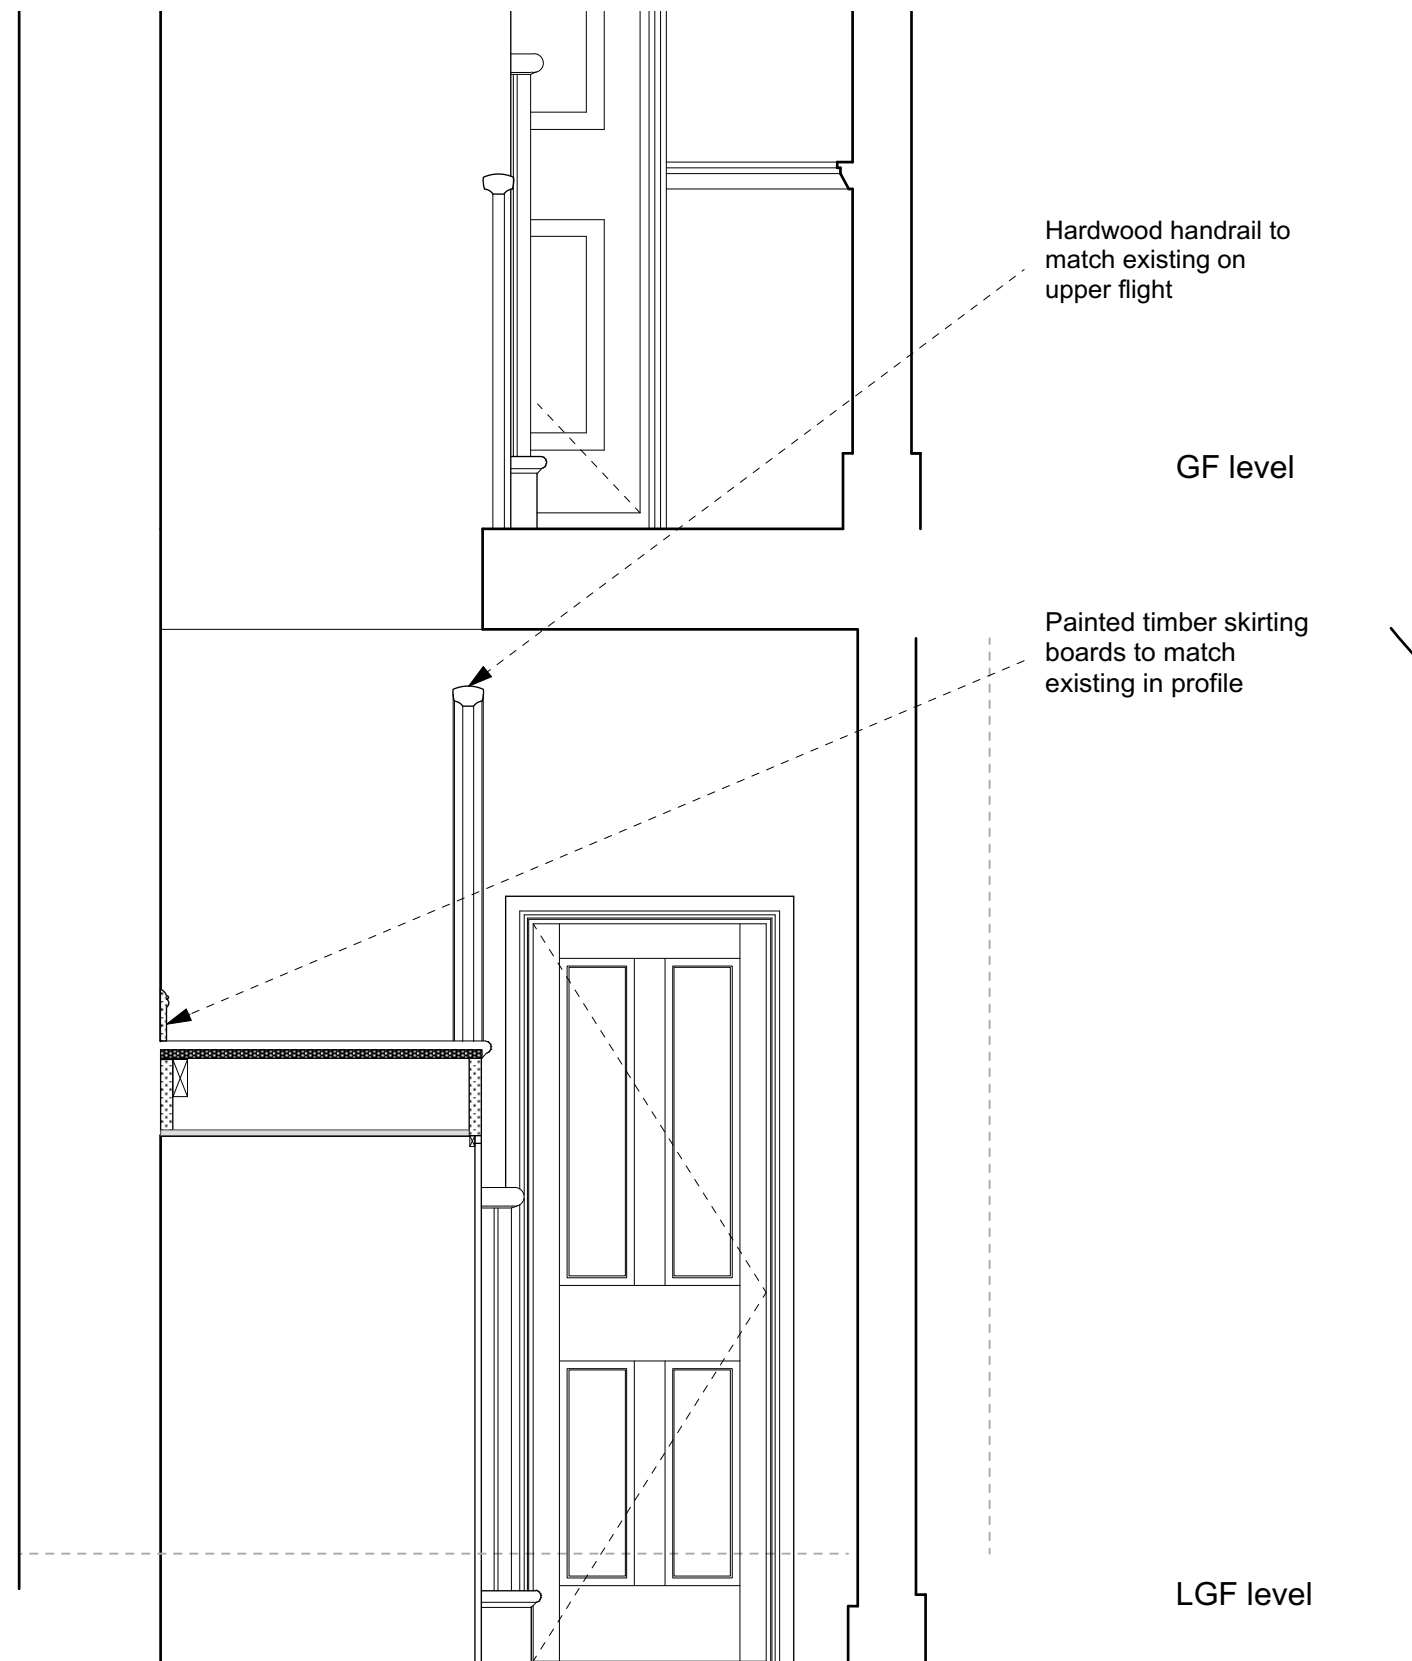 Hardwood handrail to
match existing on
upper flight
GF level
Painted timber skirting
boards to match
existing in profile
LGF level